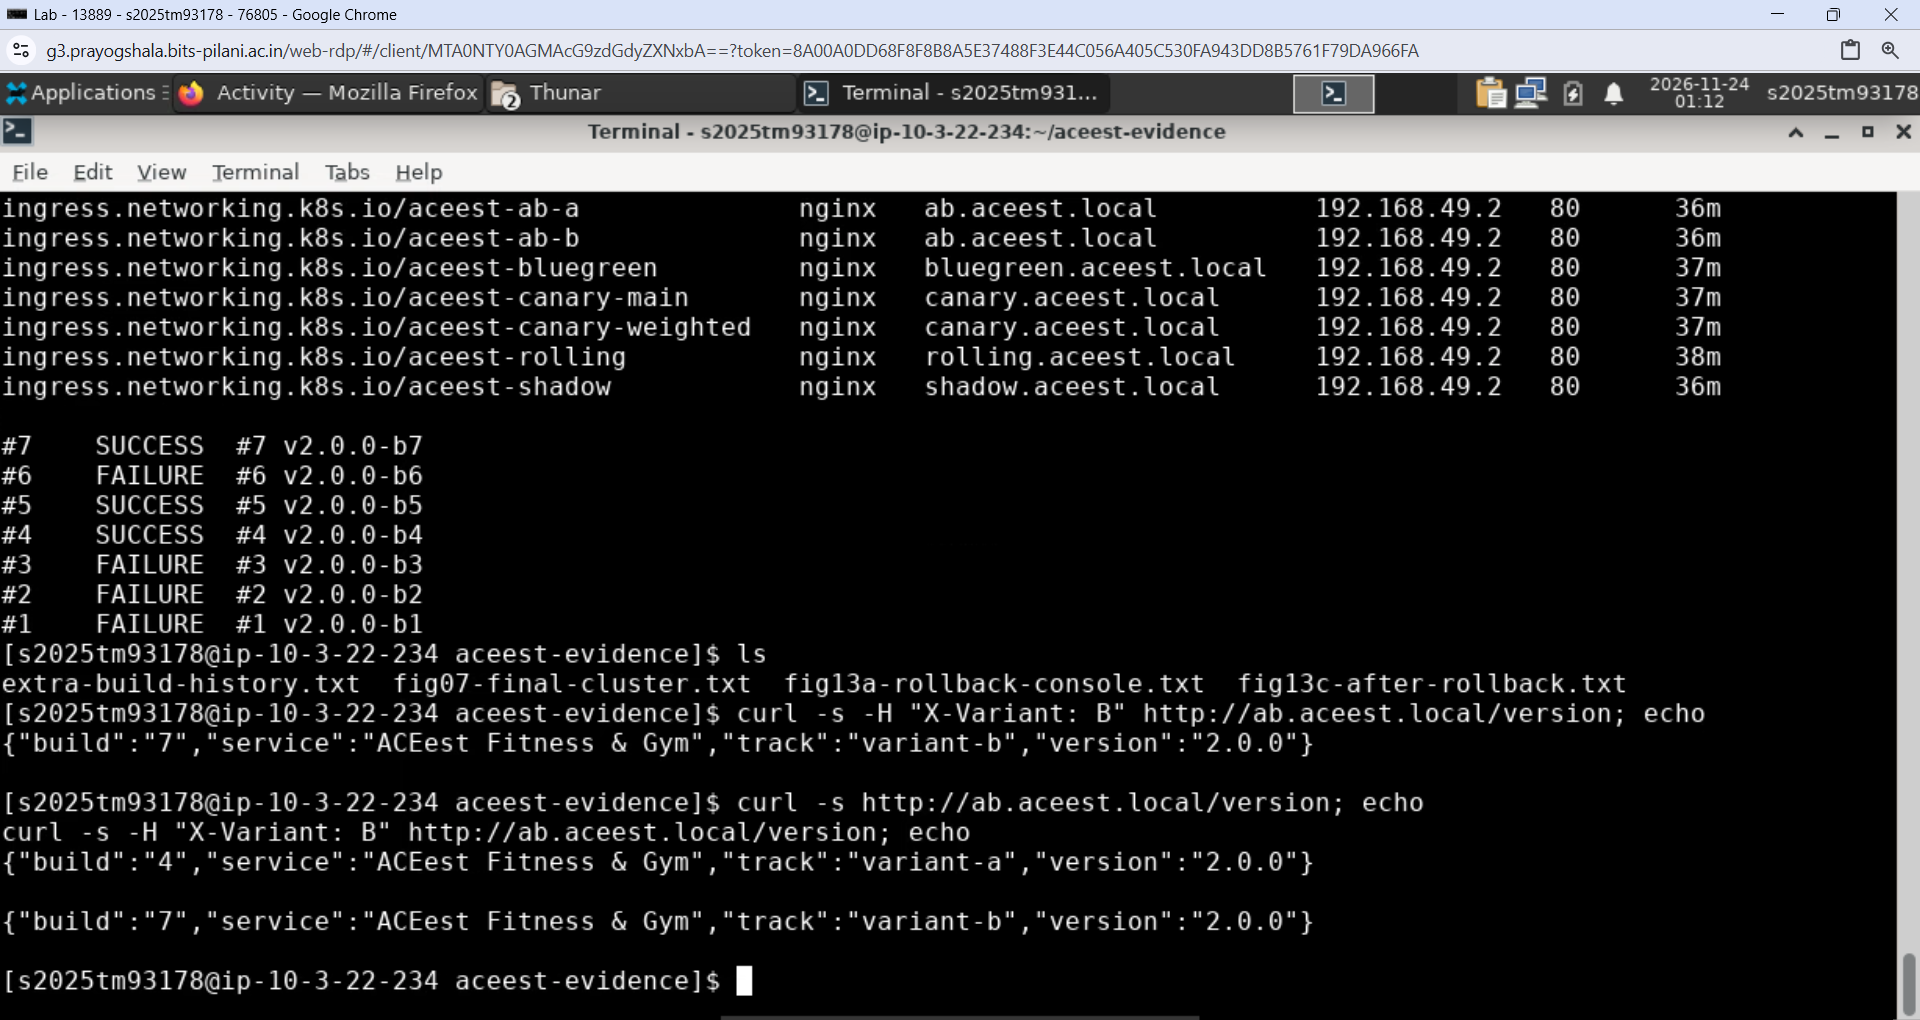 Lab - 13889 - s2025tm93178 - 76805 - Google Chrome
g3.prayogshala.bits-pilani.ac.in/web-rdp/#/client/MTA0NTY0AGMAcG9zdGdyZXNxbA==?token=8A00A0DD68F8F8B8A5E37488F3E44C056A405C530FA943DD8B5761F79DA966FA
Applications Activity — Mozilla Firefox 2 Thunar Terminal - s2025tm931... 2026-11-24 01:12 s2025tm93178
Terminal - s2025tm93178@ip-10-3-22-234:~/aceest-evidence
File Edit View Terminal Tabs Help
ingress.networking.k8s.io/aceest-ab-a nginx ab.aceest.local 192.168.49.2 80 36m
ingress.networking.k8s.io/aceest-ab-b nginx ab.aceest.local 192.168.49.2 80 36m
ingress.networking.k8s.io/aceest-bluegreen nginx bluegreen.aceest.local 192.168.49.2 80 37m
ingress.networking.k8s.io/aceest-canary-main nginx canary.aceest.local 192.168.49.2 80 37m
ingress.networking.k8s.io/aceest-canary-weighted nginx canary.aceest.local 192.168.49.2 80 37m
ingress.networking.k8s.io/aceest-rolling nginx rolling.aceest.local 192.168.49.2 80 38m
ingress.networking.k8s.io/aceest-shadow nginx shadow.aceest.local 192.168.49.2 80 36m
#7 SUCCESS #7 v2.0.0-b7
#6 FAILURE #6 v2.0.0-b6
#5 SUCCESS #5 v2.0.0-b5
#4 SUCCESS #4 v2.0.0-b4
#3 FAILURE #3 v2.0.0-b3
#2 FAILURE #2 v2.0.0-b2
#1 FAILURE #1 v2.0.0-b1
[s2025tm93178@ip-10-3-22-234 aceest-evidence]$ ls
extra-build-history.txt fig07-final-cluster.txt fig13a-rollback-console.txt fig13c-after-rollback.txt
[s2025tm93178@ip-10-3-22-234 aceest-evidence]$ curl -s -H "X-Variant: B" http://ab.aceest.local/version; echo
{"build":"7","service":"ACEest Fitness & Gym","track":"variant-b","version":"2.0.0"}
[s2025tm93178@ip-10-3-22-234 aceest-evidence]$ curl -s http://ab.aceest.local/version; echo
curl -s -H "X-Variant: B" http://ab.aceest.local/version; echo
{"build":"4","service":"ACEest Fitness & Gym","track":"variant-a","version":"2.0.0"}
{"build":"7","service":"ACEest Fitness & Gym","track":"variant-b","version":"2.0.0"}
[s2025tm93178@ip-10-3-22-234 aceest-evidence]$